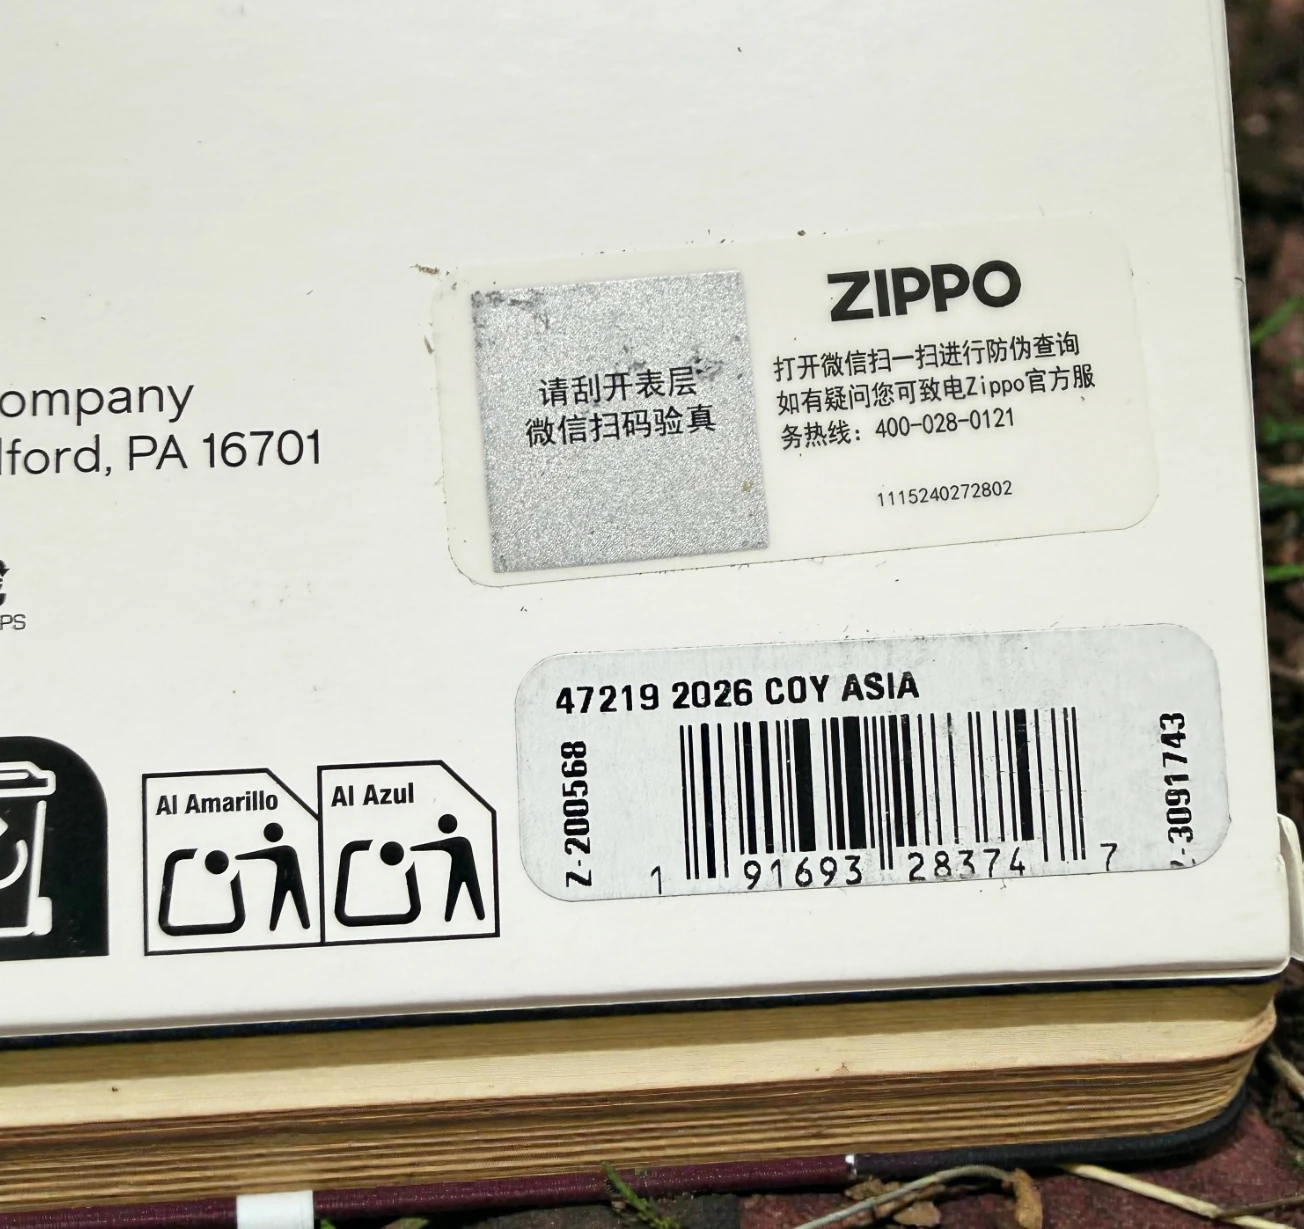 ompany
lford, PA 16701
PS
请刮开表层
微信扫码验真
ZIPPO
打开微信扫一扫进行防伪查询
如有疑问您可致电Zippo官方服
务热线：400-028-0121
1115240272802
47219 2026 COY ASIA
Z-200568
1 91693 28374 7
Z-3091743
Al Amarillo
Al Azul